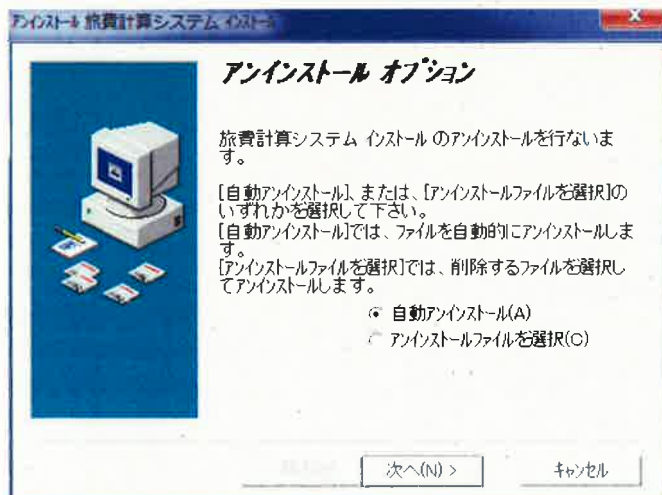 アンインストール 旅費計算システム インストール
アンインストール オプション
旅費計算システム インストール のアンインストールを行ないま
す。
[自動アンインストール]、または、[アンインストールファイルを選択]の
いずれかを選択して下さい。
[自動アンインストール]では、ファイルを自動的にアンインストールしま
す。
[アンインストールファイルを選択]では、削除するファイルを選択し
てアンインストールします。
自動アンインストール(A)
アンインストールファイルを選択(C)
次へ(N) >
キャンセル